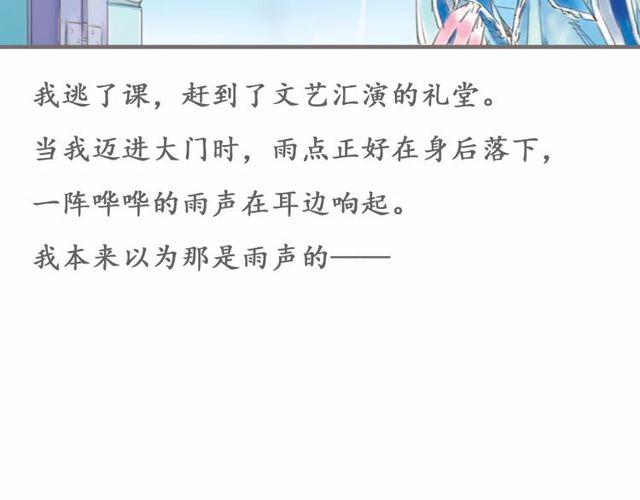 我逃了课，赶到了文艺汇演的礼堂。
当我迈进大门时，雨点正好在身后落下，
一阵哗哗的雨声在耳边响起。
我本来以为那是雨声的——